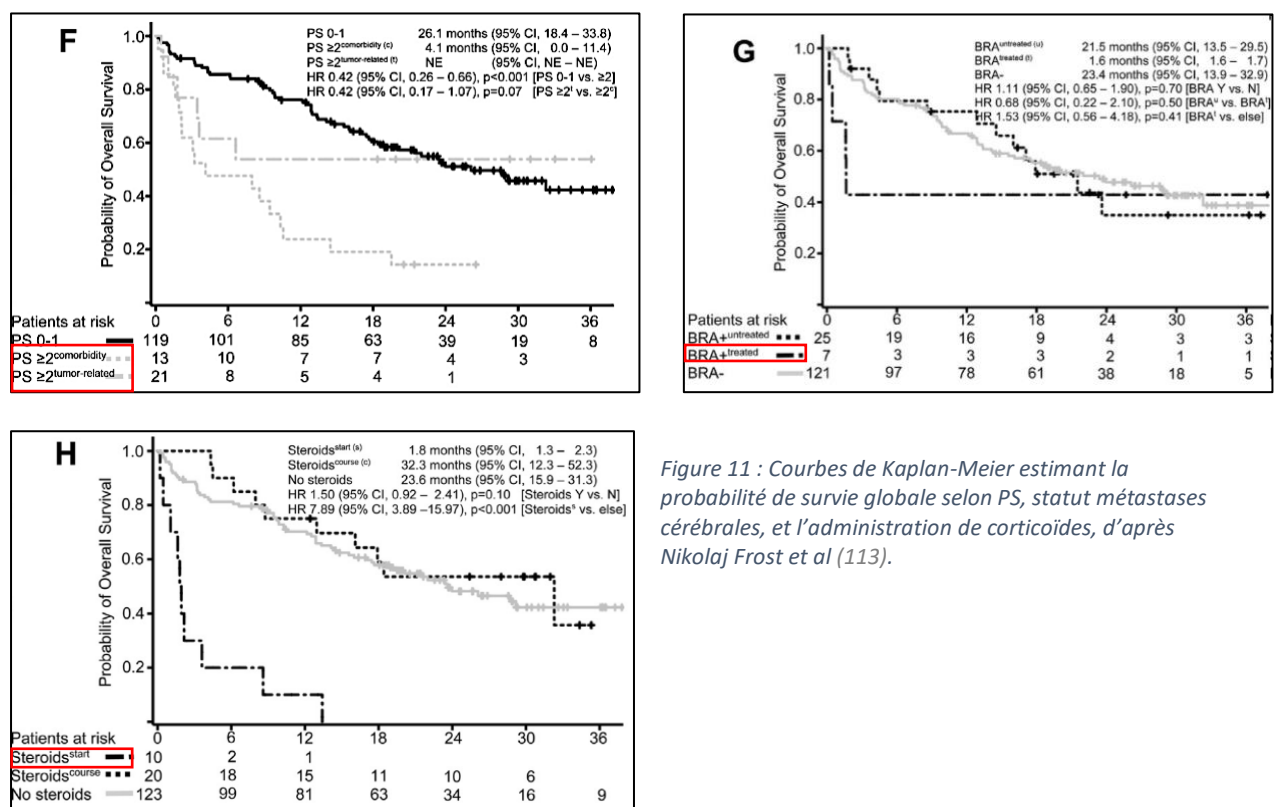 F
PS 0-1 26.1 months (95% CI, 18.4 – 33.8)
PS ≥2comorbidity (c) 4.1 months (95% CI, 0.0 – 11.4)
PS ≥2tumor-related (t) NE (95% CI, NE – NE)
HR 0.42 (95% CI, 0.26 – 0.66), p<0.001 [PS 0-1 vs. ≥2]
HR 0.42 (95% CI, 0.17 – 1.07), p=0.07 [PS ≥2t vs. ≥2c]
Probability of Overall Survival
1.0
0.8
0.6
0.4
0.2
Patients at risk 0 6 12 18 24 30 36
PS 0-1 119 101 85 63 39 19 8
PS ≥2comorbidity 13 10 7 7 4 3
PS ≥2tumor-related 21 8 5 4 1
G
BRAuntreated (u) 21.5 months (95% CI, 13.5 - 29.5)
BRAtreated (t) 1.6 months (95% CI, 1.6 – 1.7)
BRA- 23.4 months (95% CI, 13.9 – 32.9)
HR 1.11 (95% CI, 0.65 – 1.90), p=0.70 [BRA Y vs. N]
HR 0.68 (95% CI, 0.22 – 2.10), p=0.50 [BRAu vs. BRAt]
HR 1.53 (95% CI, 0.56 – 4.18), p=0.41 [BRAt vs. else]
Probability of Overall Survival
1.0
0.8
0.6
0.4
0.2
Patients at risk 0 6 12 18 24 30 36
BRA+untreated 25 19 16 9 4 3 3
BRA+treated 7 3 3 3 2 1 1
BRA- 121 97 78 61 38 18 5
H
Steroidsstart (s) 1.8 months (95% CI, 1.3 – 2.3)
Steroidscourse (c) 32.3 months (95% CI, 12.3 – 52.3)
No steroids 23.6 months (95% CI, 15.9 – 31.3)
HR 1.50 (95% CI, 0.92 – 2.41), p=0.10 [Steroids Y vs. N]
HR 7.89 (95% CI, 3.89 –15.97), p<0.001 [Steroidss vs. else]
Probability of Overall Survival
1.0
0.8
0.6
0.4
0.2
Patients at risk 0 6 12 18 24 30 36
Steroidsstart 10 2 1
Steroidscourse 20 18 15 11 10 6
No steroids 123 99 81 63 34 16 9
Figure 11 : Courbes de Kaplan-Meier estimant la
probabilité de survie globale selon PS, statut métastases
cérébrales, et l’administration de corticoïdes, d’après
Nikolaj Frost et al (113).